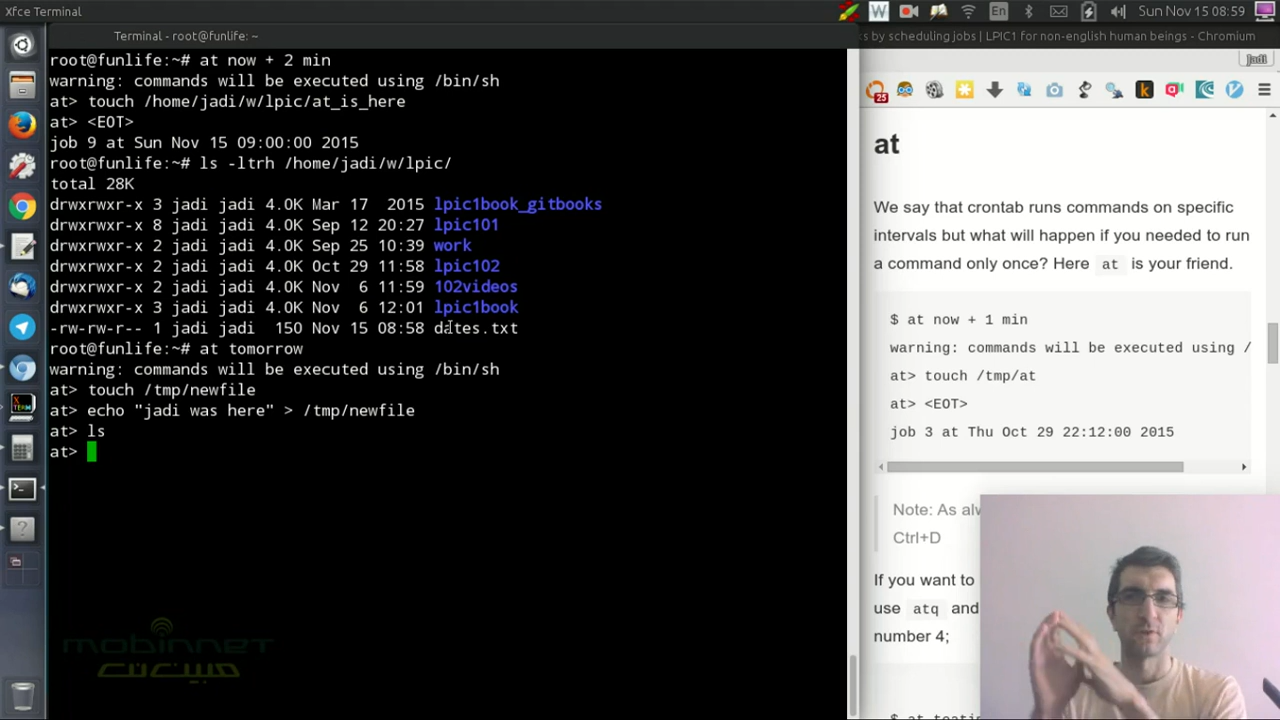 Xfce Terminal
W
En
Sun Nov 15 08:59
Terminal - root@funlife: ~
ks by scheduling jobs | LPIC1 for non-english human beings - Chromium
Jadi
25
k
root@funlife:~# at now + 2 min
warning: commands will be executed using /bin/sh
at> touch /home/jadi/w/lpic/at_is_here
at> <EOT>
job 9 at Sun Nov 15 09:00:00 2015
root@funlife:~# ls -ltrh /home/jadi/w/lpic/
total 28K
drwxrwxr-x 3 jadi jadi 4.0K Mar 17  2015 lpic1book_gitbooks
drwxrwxr-x 8 jadi jadi 4.0K Sep 12 20:27 lpic101
drwxrwxr-x 2 jadi jadi 4.0K Sep 25 10:39 work
drwxrwxr-x 2 jadi jadi 4.0K Oct 29 11:58 lpic102
drwxrwxr-x 2 jadi jadi 4.0K Nov  6 11:59 102videos
drwxrwxr-x 3 jadi jadi 4.0K Nov  6 12:01 lpic1book
-rw-rw-r-- 1 jadi jadi  150 Nov 15 08:58 dates.txt
root@funlife:~# at tomorrow
warning: commands will be executed using /bin/sh
at> touch /tmp/newfile
at> echo "jadi was here" > /tmp/newfile
at> ls
at>
mobinnet
مبین‌نت
at
We say that crontab runs commands on specific
intervals but what will happen if you needed to run
a command only once? Here at is your friend.
$ at now + 1 min
warning: commands will be executed using /
at> touch /tmp/at
at> <EOT>
job 3 at Thu Oct 29 22:12:00 2015
Note: As
Ctrl+D
If you want to
use atq and
number 4;